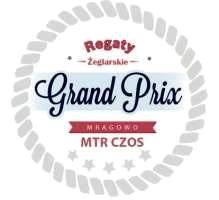 Regaty
Żeglarskie
Grand Prix
MRĄGOWO
MTR CZOS